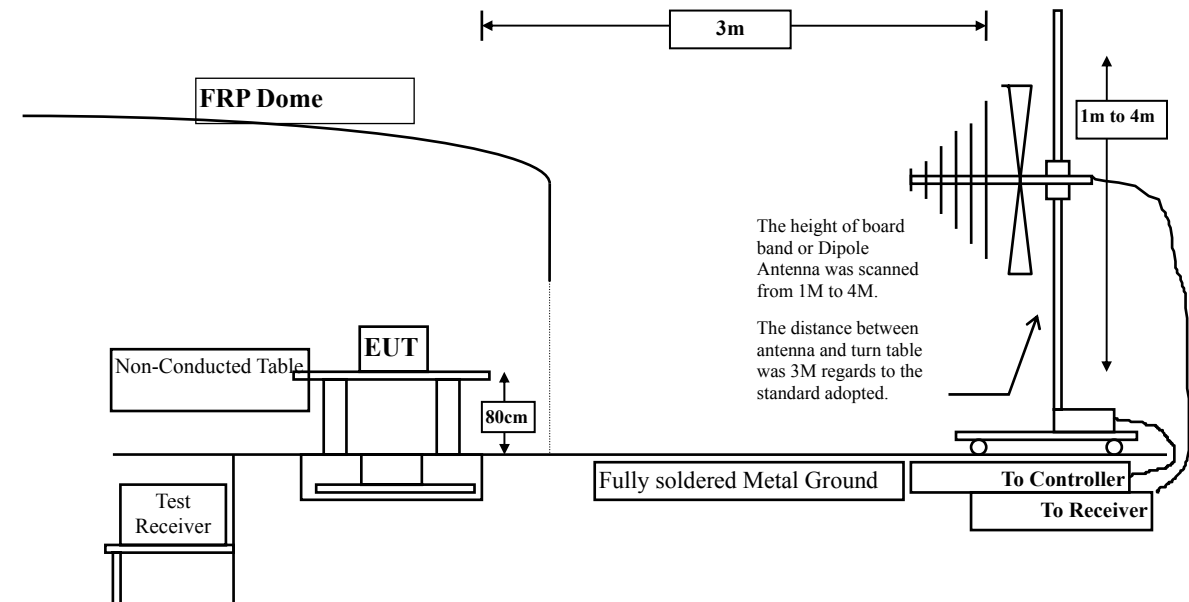 3m
FRP Dome
1m to 4m
The height of board
band or Dipole
Antenna was scanned
from 1M to 4M.
The distance between
antenna and turn table
was 3M regards to the
standard adopted.
EUT
Non-Conducted Table
80cm
Fully soldered Metal Ground
To Controller
To Receiver
Test
Receiver